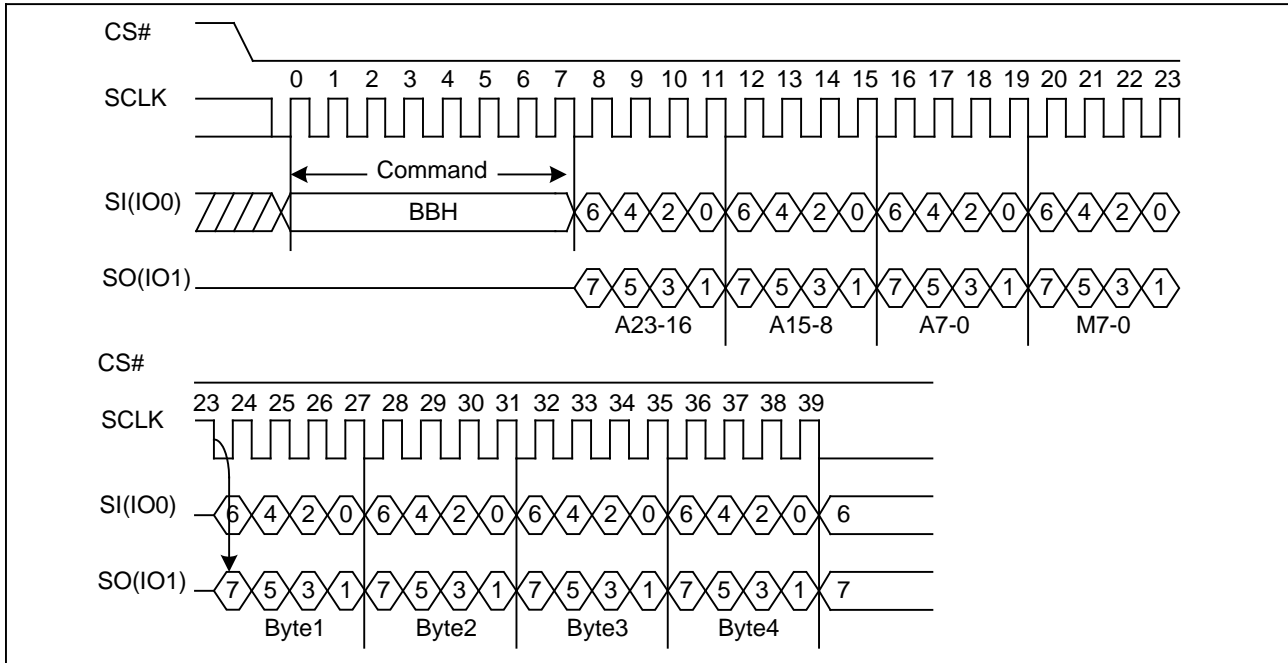 CS#
0 1 2 3 4 5 6 7 8 9 10 11 12 13 14 15 16 17 18 19 20 21 22 23
SCLK
Command
SI(IO0) BBH 6 4 2 0 6 4 2 0 6 4 2 0 6 4 2 0
SO(IO1) 7 5 3 1 7 5 3 1 7 5 3 1 7 5 3 1
A23-16 A15-8 A7-0 M7-0
CS#
23 24 25 26 27 28 29 30 31 32 33 34 35 36 37 38 39
SCLK
SI(IO0) 6 4 2 0 6 4 2 0 6 4 2 0 6 4 2 0 6
SO(IO1) 7 5 3 1 7 5 3 1 7 5 3 1 7 5 3 1 7
Byte1 Byte2 Byte3 Byte4